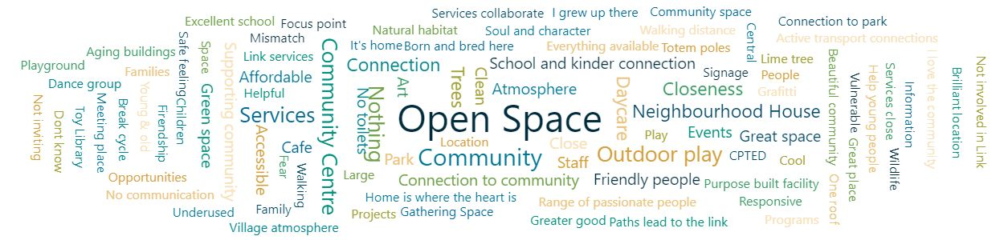 Services collaborate
I grew up there
Community space
Excellent school
Focus point
Connection to park
Natural habitat
Soul and character
Walking distance
Central
Safe feeling
Mismatch
Active transport connections
It's home
Born and bred here
Everything available
Totem poles
Aging buildings
Space
Supporting community
Link services
Community Centre
Playground
Connection
School and kinder connection
Lime tree
Beautiful community
Help young people
Services close
I love the community
Brilliant location
Not involved in Link
Families
Affordable
Trees
Clean
Signage
People
Dance group
Young & old
Green space
Helpful
No toilets
Nothing
Art
Atmosphere
Daycare
Closeness
Grafitti
Vulnerable
Information
Not inviting
Dont know
Toy Library
Meeting place
Break cycle
Firendship
Children
Services
Open Space
Neighbourhood House
Accessible
Location
Play
Events
Great space
Cafe
Fear
Walking
Park
Community
Close
Staff
Outdoor play
CPTED
Cool
Great place
Wildlife
Opportunities
Large
Connection to community
Friendly people
Purpose built facility
One roof
No communication
Home is where the heart is
Range of passionate people
Responsive
Underused
Family
Projects
Gathering Space
Greater good
Paths lead to the link
Programs
Village atmosphere